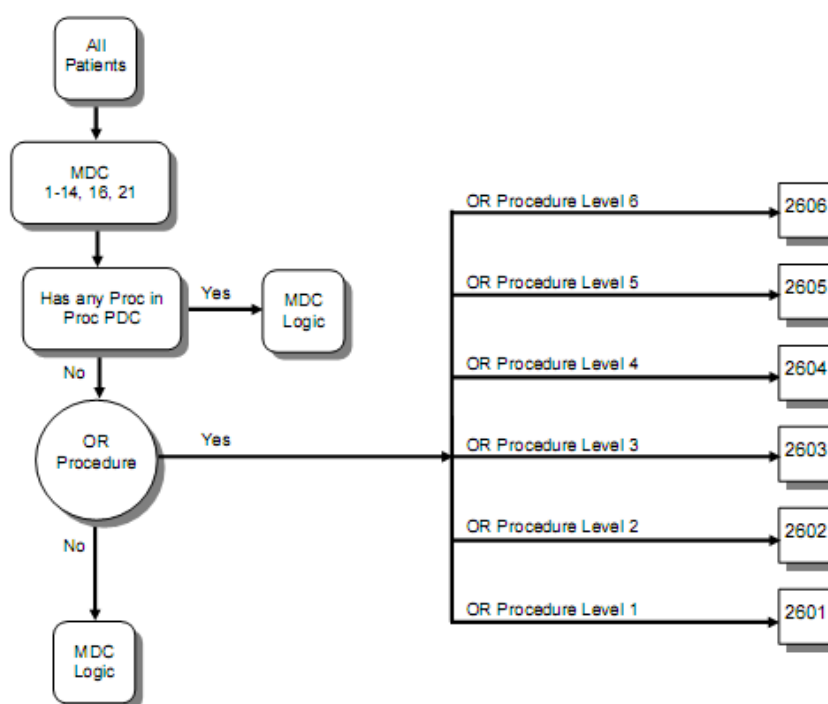 All
Patients
MDC
1-14, 16, 21
Has any Proc in
Proc PDC
Yes
MDC
Logic
No
OR
Procedure
Yes
No
MDC
Logic
OR Procedure Level 6
2606
OR Procedure Level 5
2605
OR Procedure Level 4
2604
OR Procedure Level 3
2603
OR Procedure Level 2
2602
OR Procedure Level 1
2601